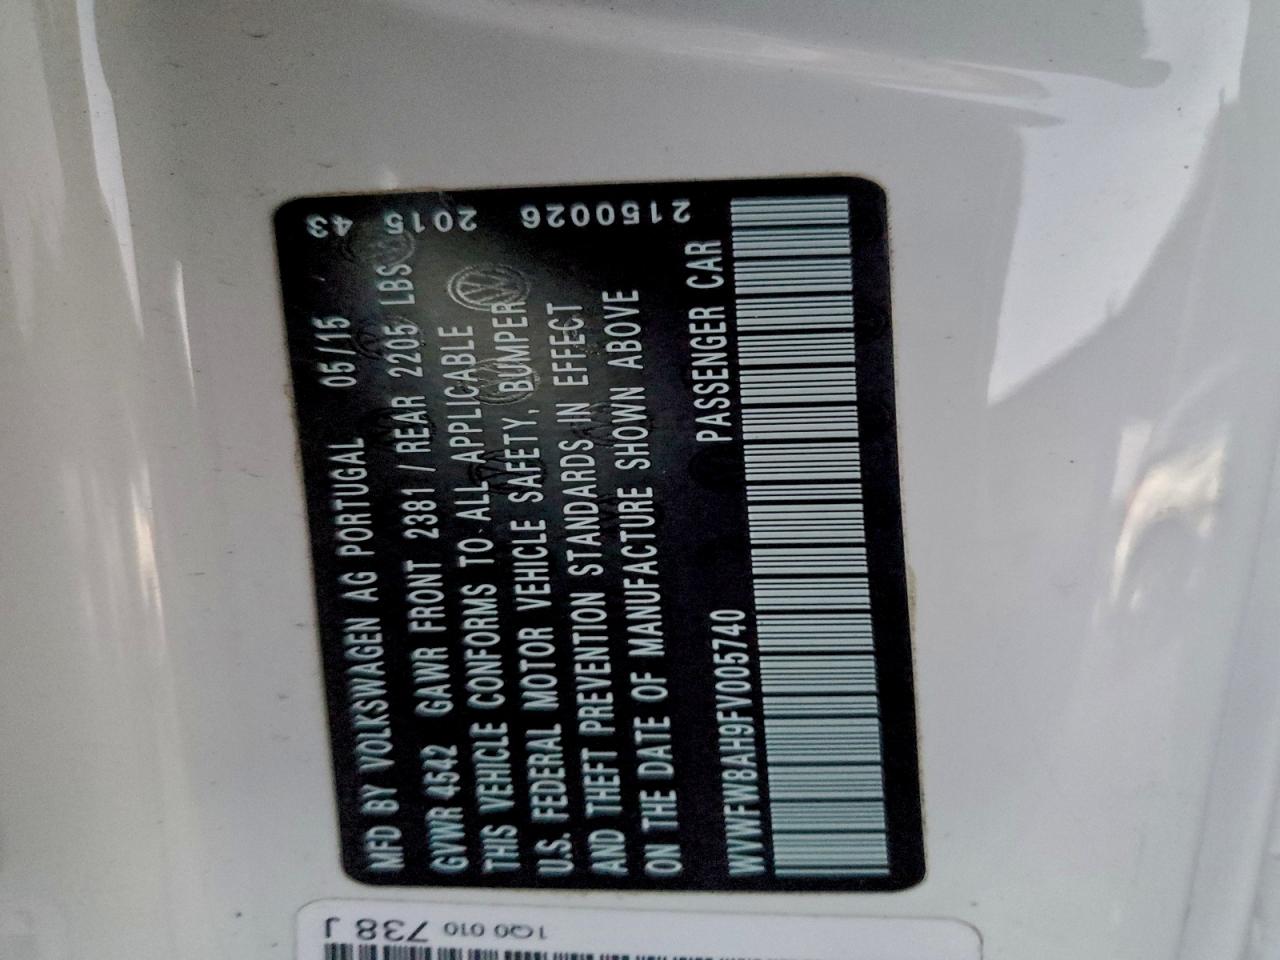 MFD BY VOLKSWAGEN AG PORTUGAL 05/15
GVWR 4542 GAWR FRONT 2381 / REAR 2205 LBS
THIS VEHICLE CONFORMS TO ALL APPLICABLE
U.S. FEDERAL MOTOR VEHICLE SAFETY, BUMPER
AND THEFT PREVENTION STANDARDS IN EFFECT
ON THE DATE OF MANUFACTURE SHOWN ABOVE
WVWFW8AH9FV005740 PASSENGER CAR
43 2015 2150026
1Q0 010 738 J